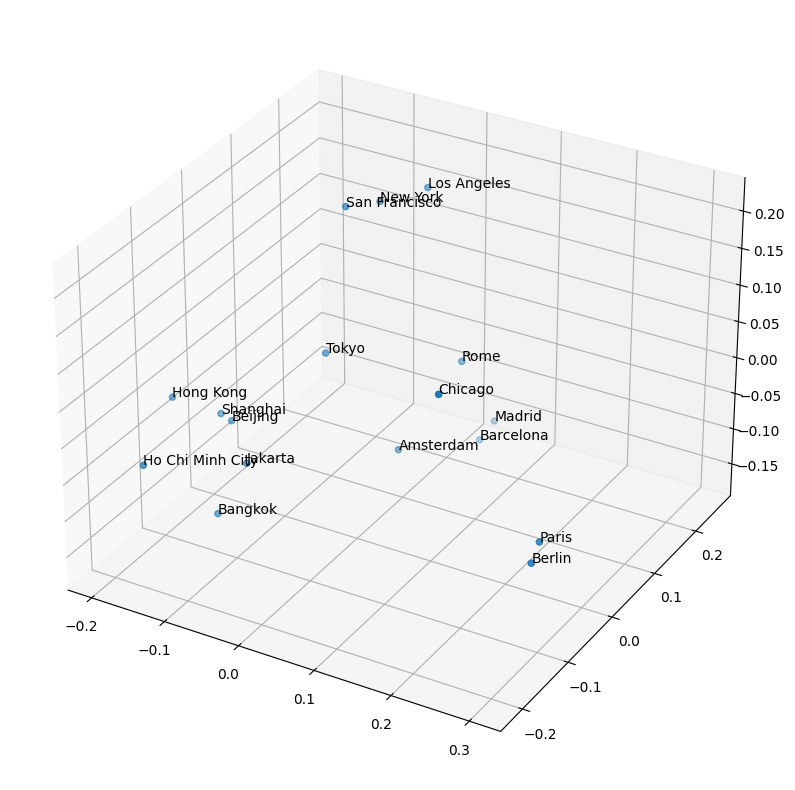 Los Angeles
New York
San Francisco
0.20
0.15
0.10
0.05
Tokyo
Rome
0.00
Hong Kong
Chicago
−0.05
Shanghai
Beijing
Madrid
−0.10
Barcelona
Amsterdam
Ho Chi Minh City
Jakarta
−0.15
Bangkok
Paris
0.2
Berlin
0.1
−0.2
0.0
−0.1
0.0
−0.1
0.1
0.2
−0.2
0.3